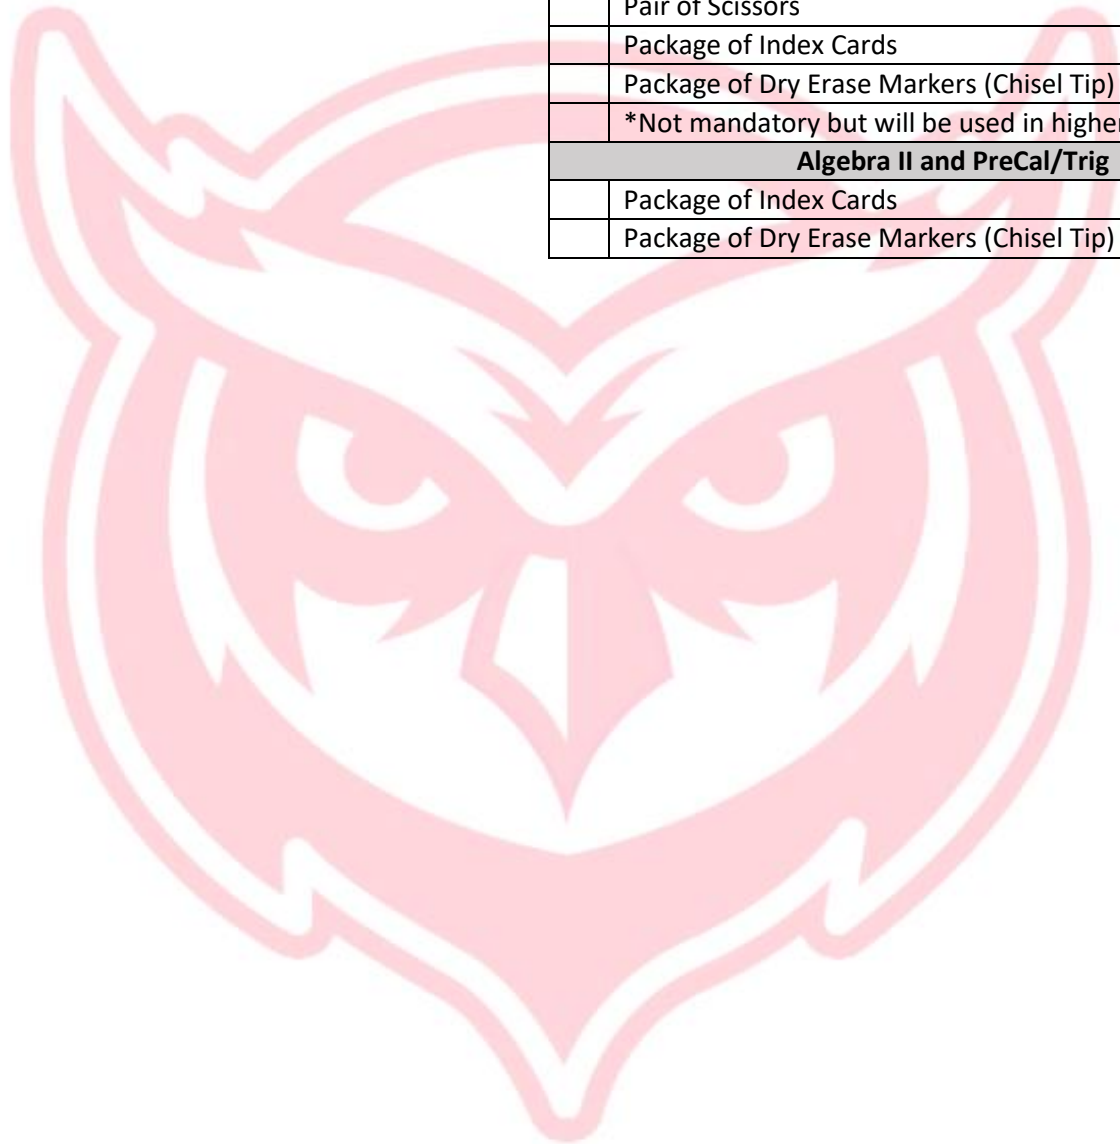 Pair of Scissors
Package of Index Cards
Package of Dry Erase Markers (Chisel Tip)
*Not mandatory but will be used in higher
Algebra II and PreCal/Trig
Package of Index Cards
Package of Dry Erase Markers (Chisel Tip)